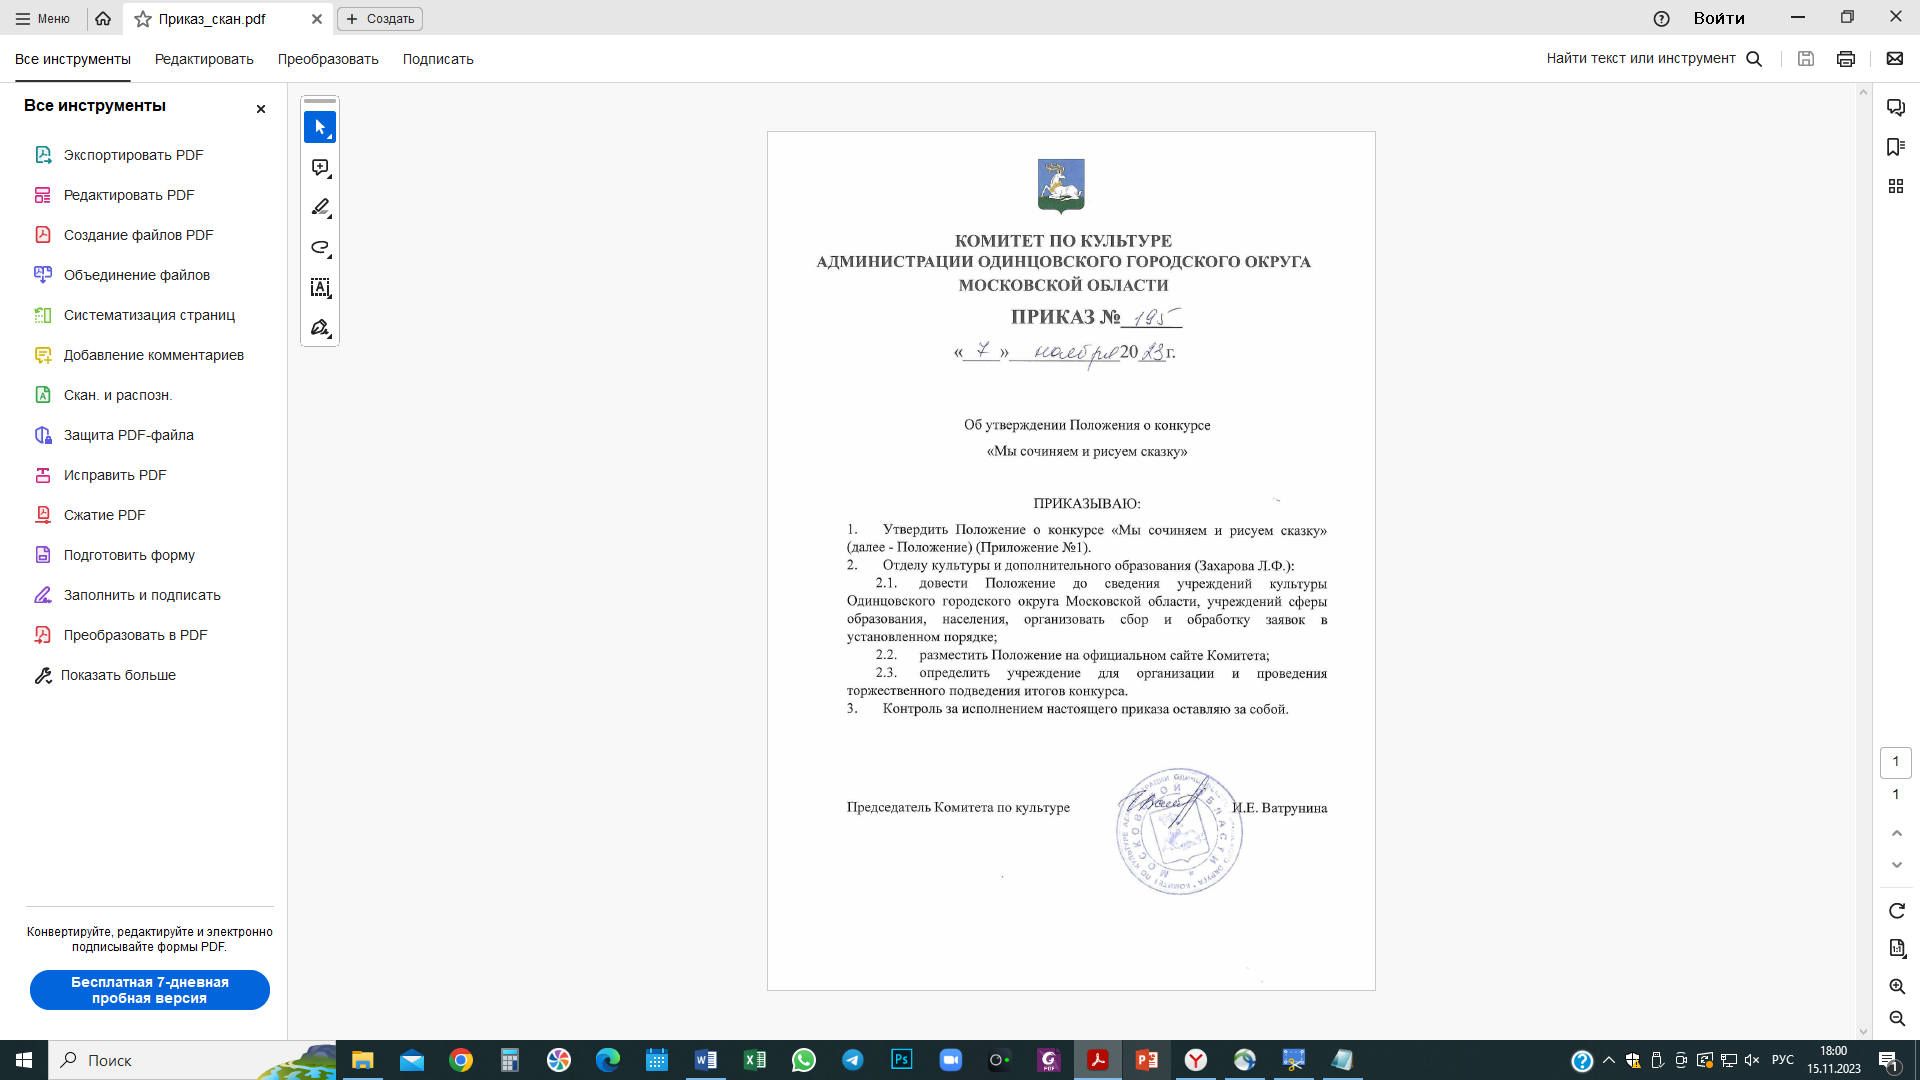 Меню
Приказ_скан.pdf
Создать
Войти
Все инструменты
Редактировать
Преобразовать
Подписать
Найти текст или инструмент
Все инструменты
Экспортировать PDF
Редактировать PDF
Создание файлов PDF
Объединение файлов
Систематизация страниц
Добавление комментариев
Скан. и распозн.
Защита PDF-файла
Исправить PDF
Сжатие PDF
Подготовить форму
Заполнить и подписать
Преобразовать в PDF
Показать больше
Конвертируйте, редактируйте и электронно
подписывайте формы PDF.
Бесплатная 7-дневная
пробная версия
КОМИТЕТ ПО КУЛЬТУРЕ
АДМИНИСТРАЦИИ ОДИНЦОВСКОГО ГОРОДСКОГО ОКРУГА
МОСКОВСКОЙ ОБЛАСТИ
ПРИКАЗ № 195
« 7 » ноября 2023 г.
Об утверждении Положения о конкурсе
«Мы сочиняем и рисуем сказку»
ПРИКАЗЫВАЮ:
1. Утвердить Положение о конкурсе «Мы сочиняем и рисуем сказку»
(далее - Положение) (Приложение №1).
2. Отделу культуры и дополнительного образования (Захарова Л.Ф.):
2.1. довести Положение до сведения учреждений культуры
Одинцовского городского округа Московской области, учреждений сферы
образования, населения, организовать сбор и обработку заявок в
установленном порядке;
2.2. разместить Положение на официальном сайте Комитета;
2.3. определить учреждение для организации и проведения
торжественного подведения итогов конкурса.
3. Контроль за исполнением настоящего приказа оставляю за собой.
Председатель Комитета по культуре И.Е. Ватрунина
МОСКОВСКОЙ ОБЛАСТИ
1
1
Поиск
РУС
18:00
15.11.2023
1